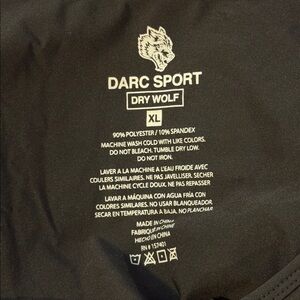 DARC SPORT
DRY WOLF
XL
90% POLYESTER / 10% SPANDEX
MACHINE WASH COLD WITH LIKE COLORS.
DO NOT BLEACH. TUMBLE DRY LOW.
DO NOT IRON.
LAVER A LA MACHINE A L'EAU FROIDE AVEC
COULEURS SIMILAIRES. NE PAS JAVELLISER, SECHER
LA MACHINE CYCLE DOUX. NE PAS REPASSER
LAVAR A MÁQUINA CON AGUA FRÍA CON
COLORES SIMILARES. NO USAR BLANQUEADOR.
SECAR EN TEMPERATURA A BAJA. NO PLANCHAR
MADE IN CHINA
FABRIQUÉ EN CHINE
HECHO EN CHINA
RN # 157401